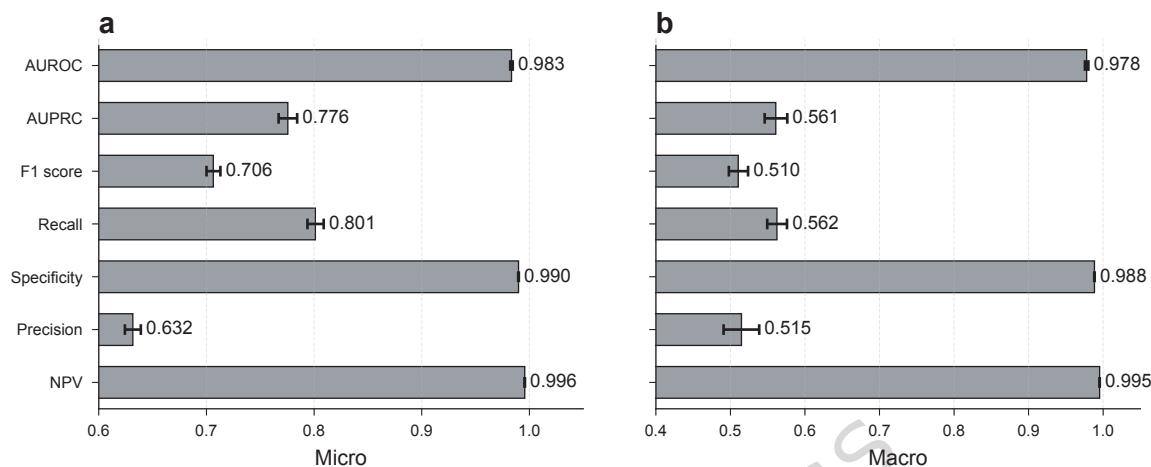 a
AUROC 0.983
AUPRC 0.776
F1 score 0.706
Recall 0.801
Specificity 0.990
Precision 0.632
NPV 0.996
0.6 0.7 0.8 0.9 1.0
Micro
b
0.978
0.561
0.510
0.562
0.988
0.515
0.995
0.4 0.5 0.6 0.7 0.8 0.9 1.0
Macro